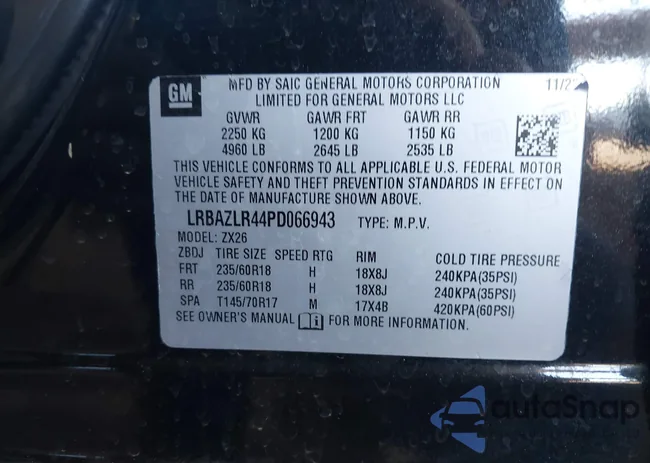 GM
MFD BY SAIC GENERAL MOTORS CORPORATION 11/2
LIMITED FOR GENERAL MOTORS LLC
GVWR GAWR FRT GAWR RR
2250 KG 1200 KG 1150 KG
4960 LB 2645 LB 2535 LB
THIS VEHICLE CONFORMS TO ALL APPLICABLE U.S. FEDERAL MOTOR
VEHICLE SAFETY AND THEFT PREVENTION STANDARDS IN EFFECT ON
THE DATE OF MANUFACTURE SHOWN ABOVE.
LRBAZLR44PD066943 TYPE: M.P.V.
MODEL: ZX26
ZBDJ TIRE SIZE SPEED RTG RIM COLD TIRE PRESSURE
FRT 235/60R18 H 18X8J 240KPA(35PSI)
RR 235/60R18 H 18X8J 240KPA(35PSI)
SPA T145/70R17 M 17X4B 420KPA(60PSI)
SEE OWNER'S MANUAL i FOR MORE INFORMATION.
autoSnap